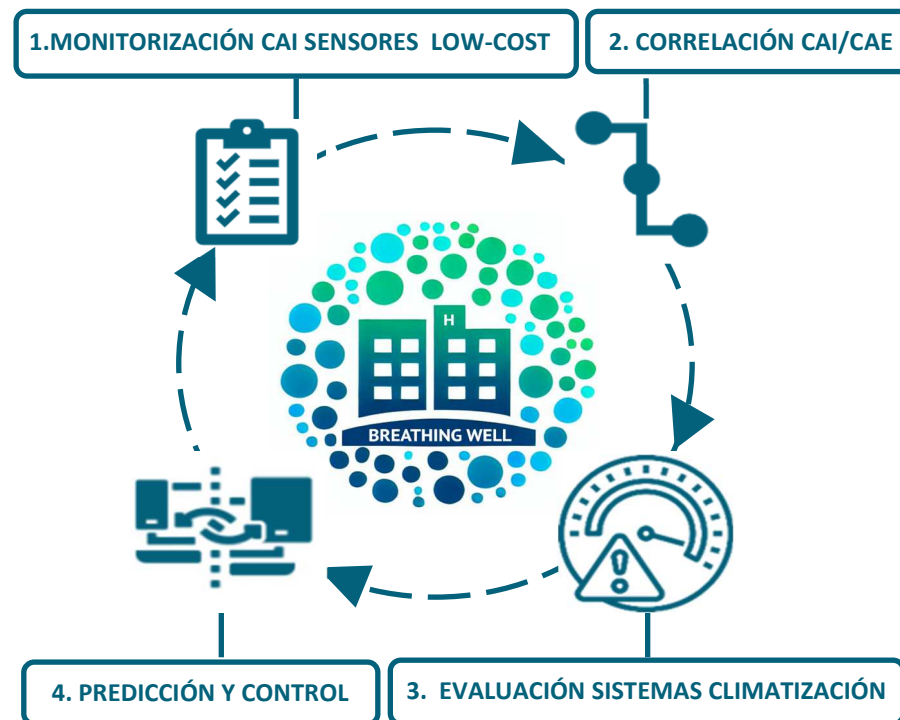 1.MONITORIZACIÓN CAI SENSORES LOW-COST
2. CORRELACIÓN CAI/CAE
H
BREATHING WELL
4. PREDICCIÓN Y CONTROL
3. EVALUACIÓN SISTEMAS CLIMATIZACIÓN